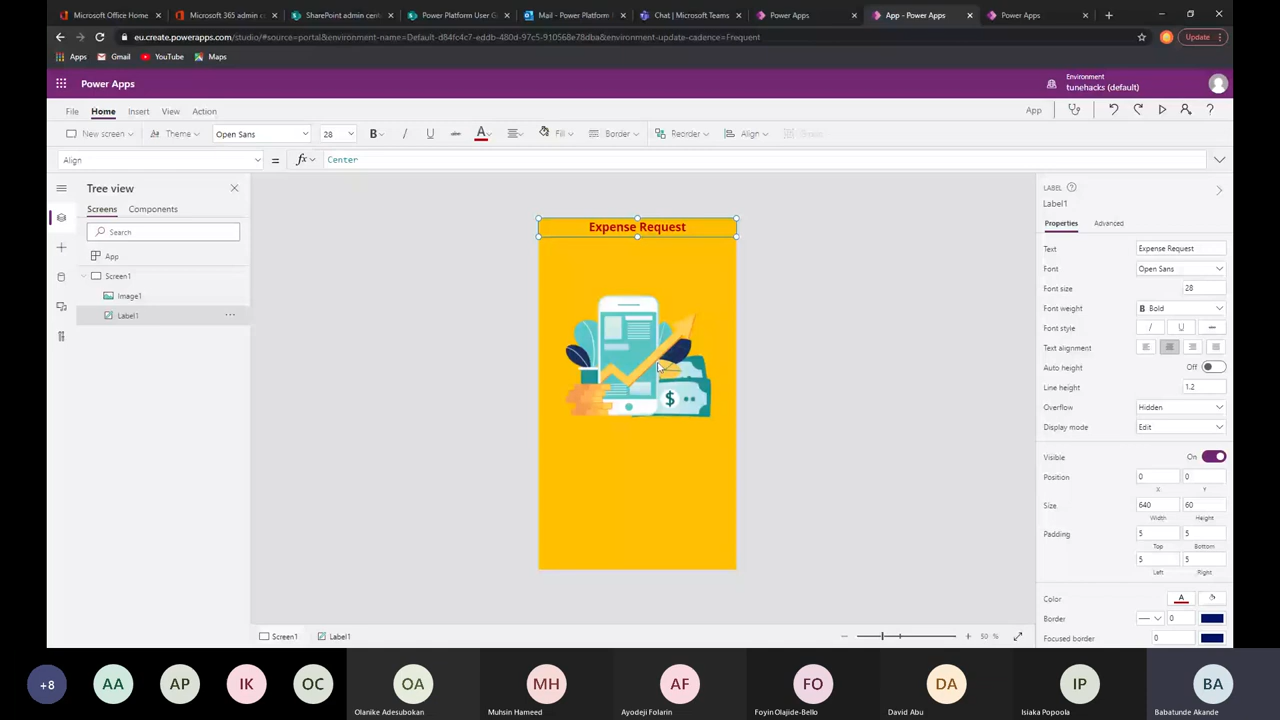 Microsoft Office Home
Microsoft 365 admin c
SharePoint admin cent
Power Platform User G
Mail - Power Platform
Chat | Microsoft Teams
Power Apps
App - Power Apps
Power Apps
eu.create.powerapps.com/studio/#source=portal&environment-name=Default-d84fc4c7-eddb-480d-97c5-910568e78dba&environment-update-cadence=Frequent
Update
Apps
Gmail
YouTube
Maps
Power Apps
Environment
tunehacks (default)
File
Home
Insert
View
Action
App
New screen
Theme
Open Sans
28
B
Fill
Border
Reorder
Align
Group
Align
=
fx
Center
Tree view
Screens
Components
Search
App
Screen1
Image1
Label1
Expense Request
$
LABEL
Label1
Properties
Advanced
Text
Expense Request
Font
Open Sans
Font size
28
Font weight
B Bold
Font style
Text alignment
Auto height
Off
Line height
1.2
Overflow
Hidden
Display mode
Edit
Visible
On
Position
0
0
X
Y
Size
640
60
Width
Height
Padding
5
5
Top
Bottom
5
5
Left
Right
Color
A
Border
0
Focused border
0
Screen1
Label1
50 %
+8
AA
AP
IK
OC
OA
Olanike Adesubokan
MH
Muhsin Hameed
AF
Ayodeji Folarin
FO
Foyin Olajide-Bello
DA
David Abu
IP
Isiaka Popoola
BA
Babatunde Akande